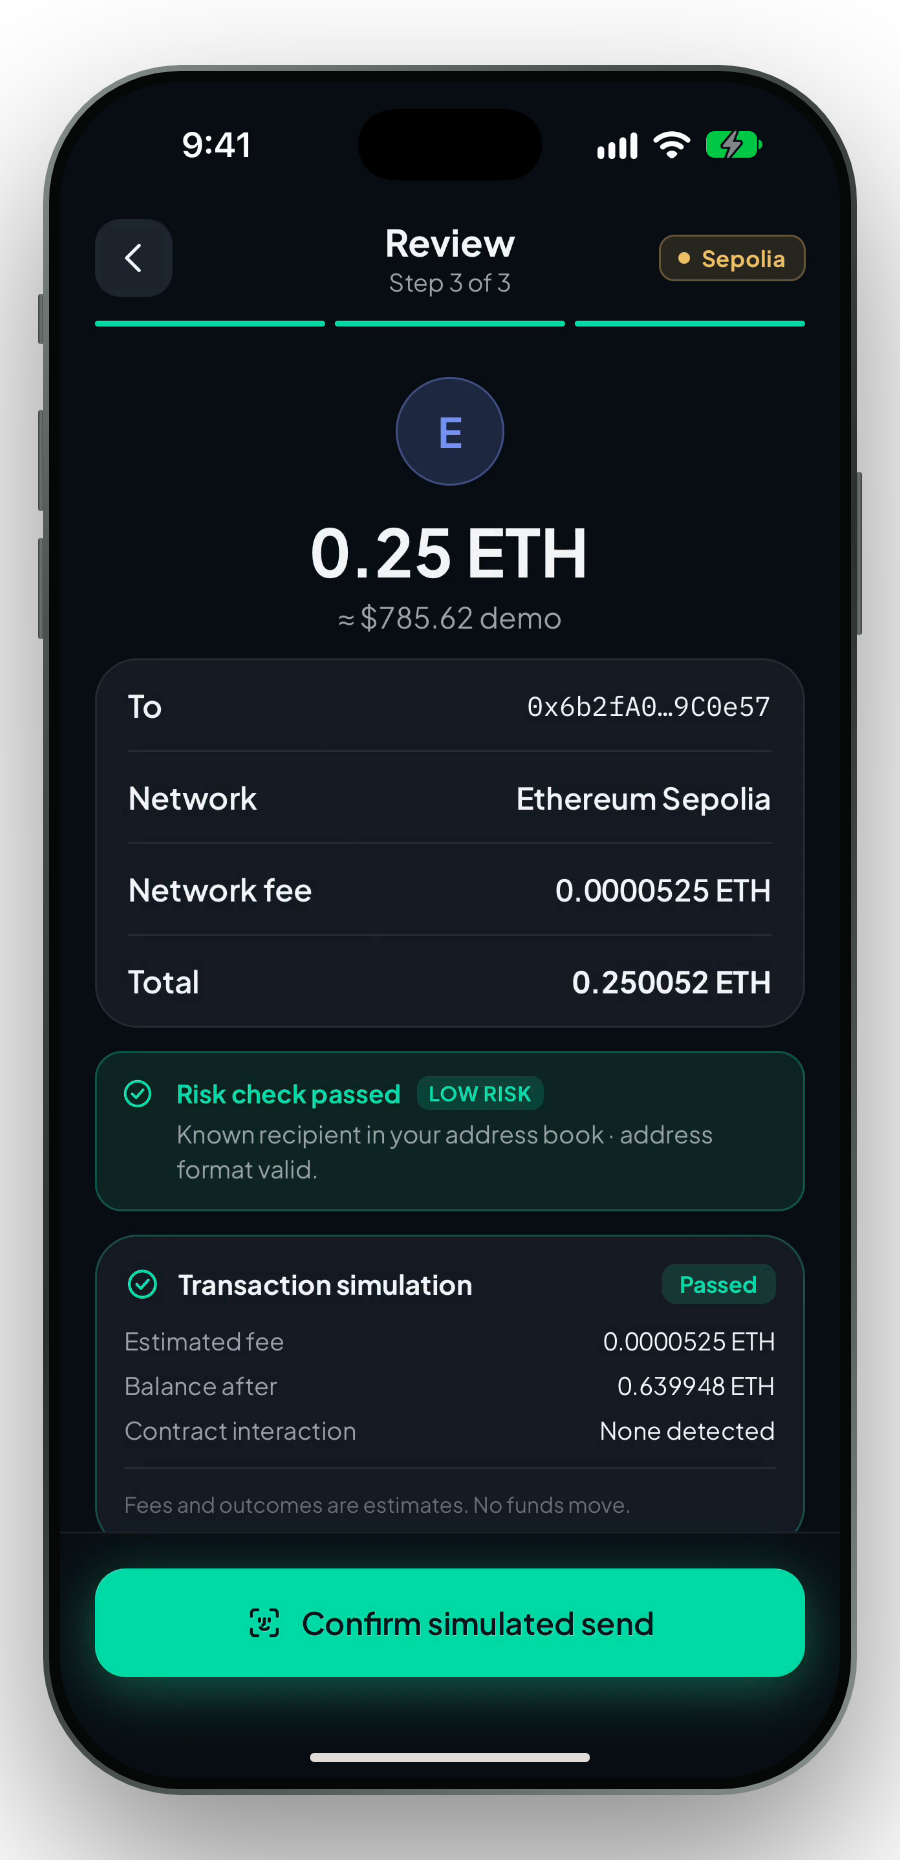 9:41
Review
Step 3 of 3
Sepolia
E
0.25 ETH
≈ $785.62 demo
To 0x6b2fA0…9C0e57
Network Ethereum Sepolia
Network fee 0.0000525 ETH
Total 0.250052 ETH
Risk check passed LOW RISK
Known recipient in your address book · address
format valid.
Transaction simulation Passed
Estimated fee 0.0000525 ETH
Balance after 0.639948 ETH
Contract interaction None detected
Fees and outcomes are estimates. No funds move.
Confirm simulated send